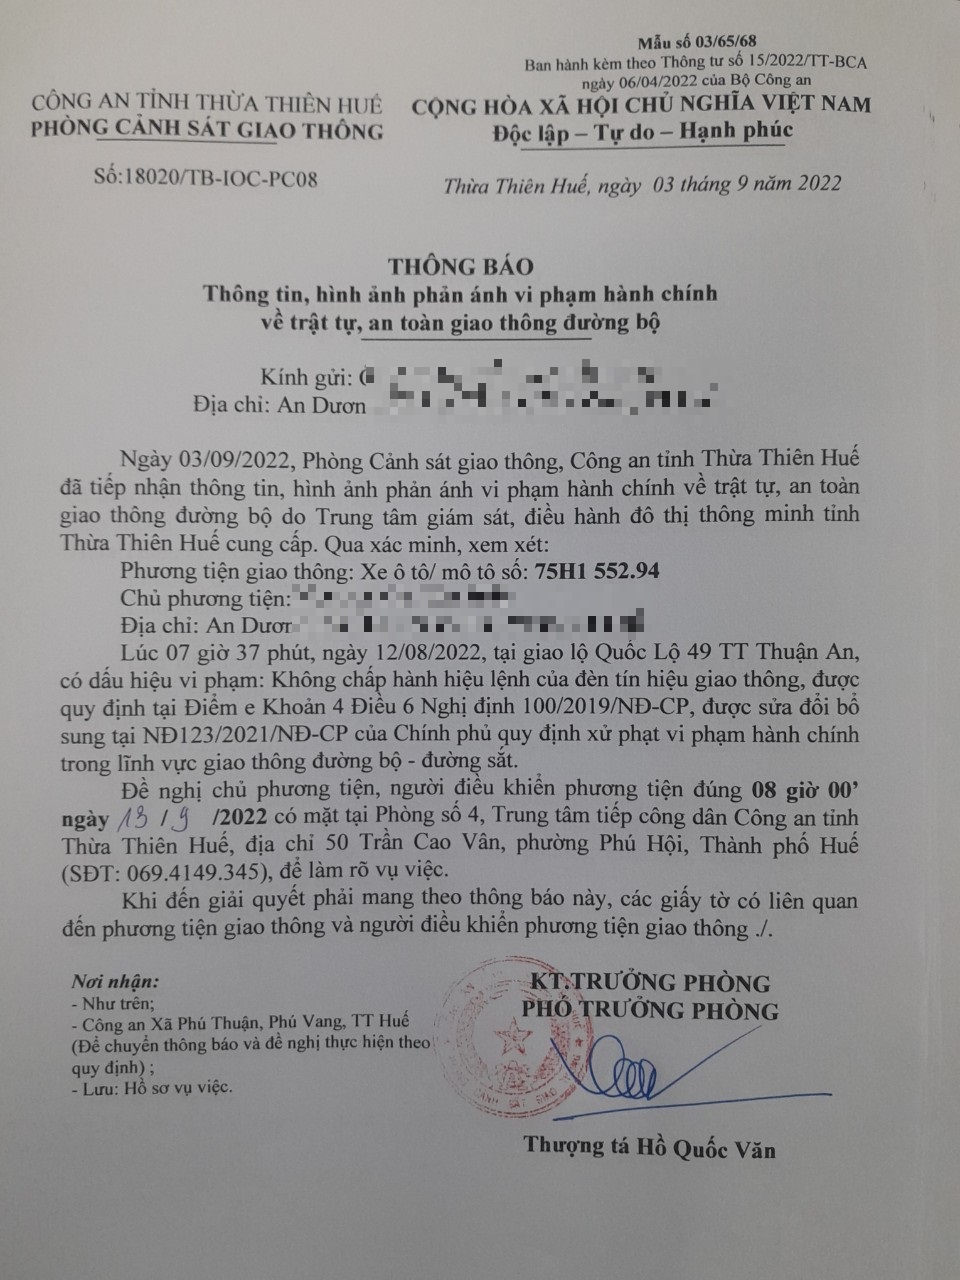 Mẫu số 03/65/68
Ban hành kèm theo Thông tư số 15/2022/TT-BCA
ngày 06/04/2022 của Bộ Công an
CÔNG AN TỈNH THỪA THIÊN HUẾ
PHÒNG CẢNH SÁT GIAO THÔNG
CỘNG HÒA XÃ HỘI CHỦ NGHĨA VIỆT NAM
Độc lập – Tự do – Hạnh phúc
Số:18020/TB-IOC-PC08
Thừa Thiên Huế, ngày 03 tháng 9 năm 2022
THÔNG BÁO
Thông tin, hình ảnh phản ánh vi phạm hành chính
về trật tự, an toàn giao thông đường bộ
Kính gửi:
Địa chỉ: An Dươn
Ngày 03/09/2022, Phòng Cảnh sát giao thông, Công an tỉnh Thừa Thiên Huế
đã tiếp nhận thông tin, hình ảnh phản ánh vi phạm hành chính về trật tự, an toàn
giao thông đường bộ do Trung tâm giám sát, điều hành đô thị thông minh tỉnh
Thừa Thiên Huế cung cấp. Qua xác minh, xem xét:
Phương tiện giao thông: Xe ô tô/ mô tô số: 75H1 552.94
Chủ phương tiện:
Địa chỉ: An Dươn
Lúc 07 giờ 37 phút, ngày 12/08/2022, tại giao lộ Quốc Lộ 49 TT Thuận An,
có dấu hiệu vi phạm: Không chấp hành hiệu lệnh của đèn tín hiệu giao thông, được
quy định tại Điểm e Khoản 4 Điều 6 Nghị định 100/2019/NĐ-CP, được sửa đổi bổ
sung tại NĐ123/2021/NĐ-CP của Chính phủ quy định xử phạt vi phạm hành chính
trong lĩnh vực giao thông đường bộ - đường sắt.
Đề nghị chủ phương tiện, người điều khiển phương tiện đúng 08 giờ 00’
ngày 13 / 9 /2022 có mặt tại Phòng số 4, Trung tâm tiếp công dân Công an tỉnh
Thừa Thiên Huế, địa chỉ 50 Trần Cao Vân, phường Phú Hội, Thành phố Huế
(SĐT: 069.4149.345), để làm rõ vụ việc.
Khi đến giải quyết phải mang theo thông báo này, các giấy tờ có liên quan
đến phương tiện giao thông và người điều khiển phương tiện giao thông ./.
Nơi nhận:
- Như trên;
- Công an Xã Phú Thuận, Phú Vang, TT Huế
(Để chuyển thông báo và đề nghị thực hiện theo
quy định) ;
- Lưu: Hồ sơ vụ việc.
KT.TRƯỞNG PHÒNG
PHÓ TRƯỞNG PHÒNG
Thượng tá Hồ Quốc Văn